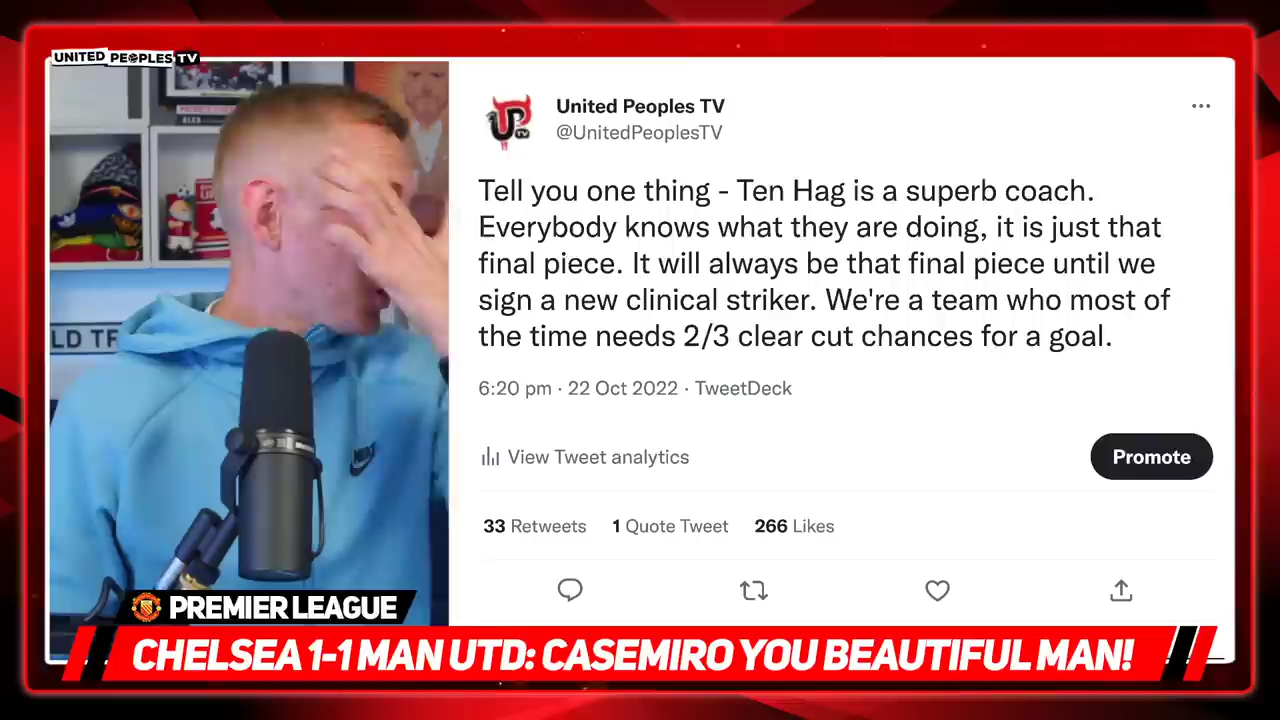 UNITED PEOPLES TV
United Peoples TV
@UnitedPeoplesTV
Tell you one thing - Ten Hag is a superb coach.
Everybody knows what they are doing, it is just that
final piece. It will always be that final piece until we
sign a new clinical striker. We're a team who most of
the time needs 2/3 clear cut chances for a goal.
6:20 pm · 22 Oct 2022 · TweetDeck
View Tweet analytics
Promote
33 Retweets 1 Quote Tweet 266 Likes
LD TR
PREMIER LEAGUE
CHELSEA 1-1 MAN UTD: CASEMIRO YOU BEAUTIFUL MAN!